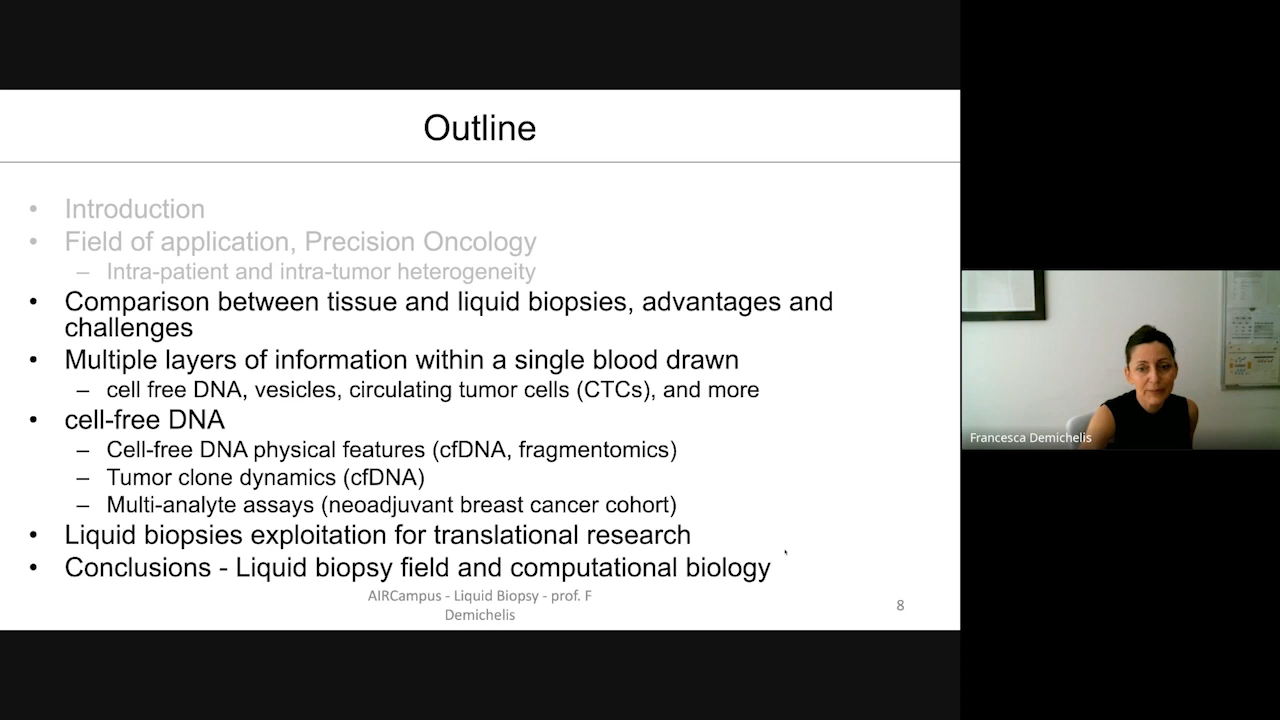 Outline
• Introduction
• Field of application, Precision Oncology
– Intra-patient and intra-tumor heterogeneity
• Comparison between tissue and liquid biopsies, advantages and
challenges
• Multiple layers of information within a single blood drawn
– cell free DNA, vesicles, circulating tumor cells (CTCs), and more
• cell-free DNA
– Cell-free DNA physical features (cfDNA, fragmentomics)
– Tumor clone dynamics (cfDNA)
– Multi-analyte assays (neoadjuvant breast cancer cohort)
• Liquid biopsies exploitation for translational research
• Conclusions - Liquid biopsy field and computational biology
AIRCampus - Liquid Biopsy - prof. F
Demichelis
8
Francesca Demichelis